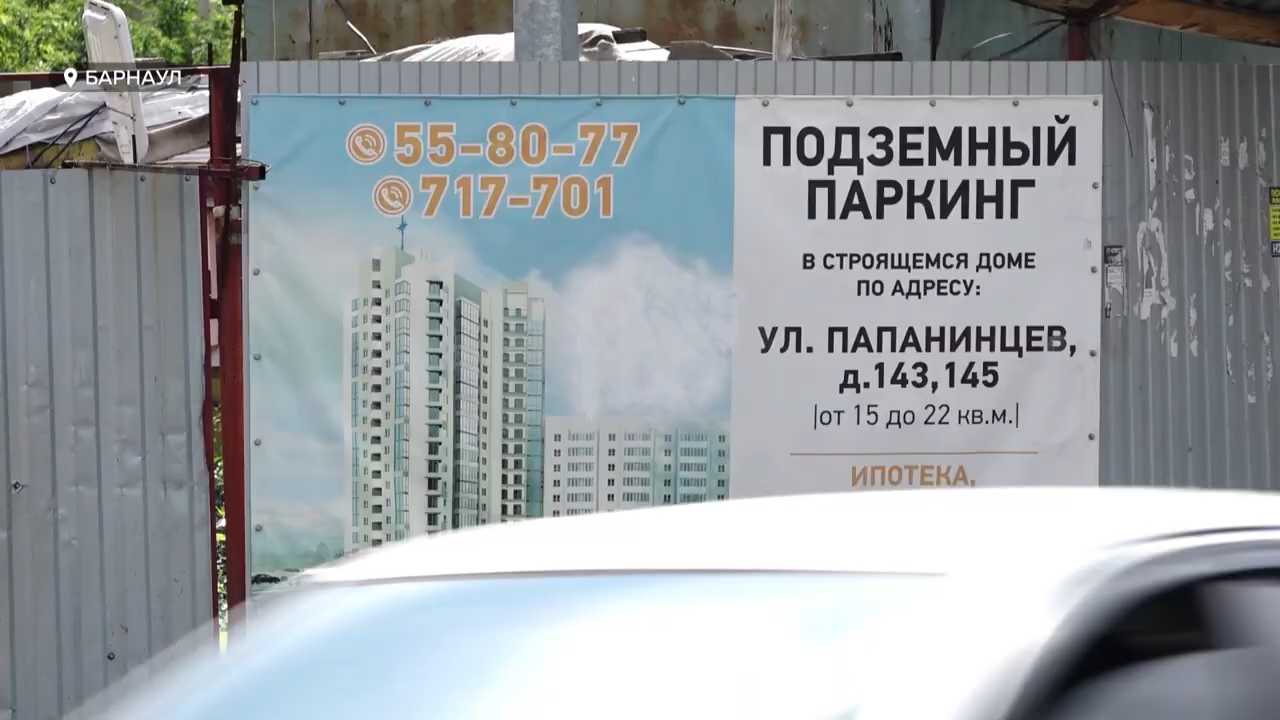 БАРНАУЛ
55-80-77
717-701
ПОДЗЕМНЫЙ
ПАРКИНГ
В СТРОЯЩЕМСЯ ДОМЕ
ПО АДРЕСУ:
УЛ. ПАПАНИНЦЕВ,
д.143,145
|от 15 до 22 кв.м.|
ИПОТЕКА,